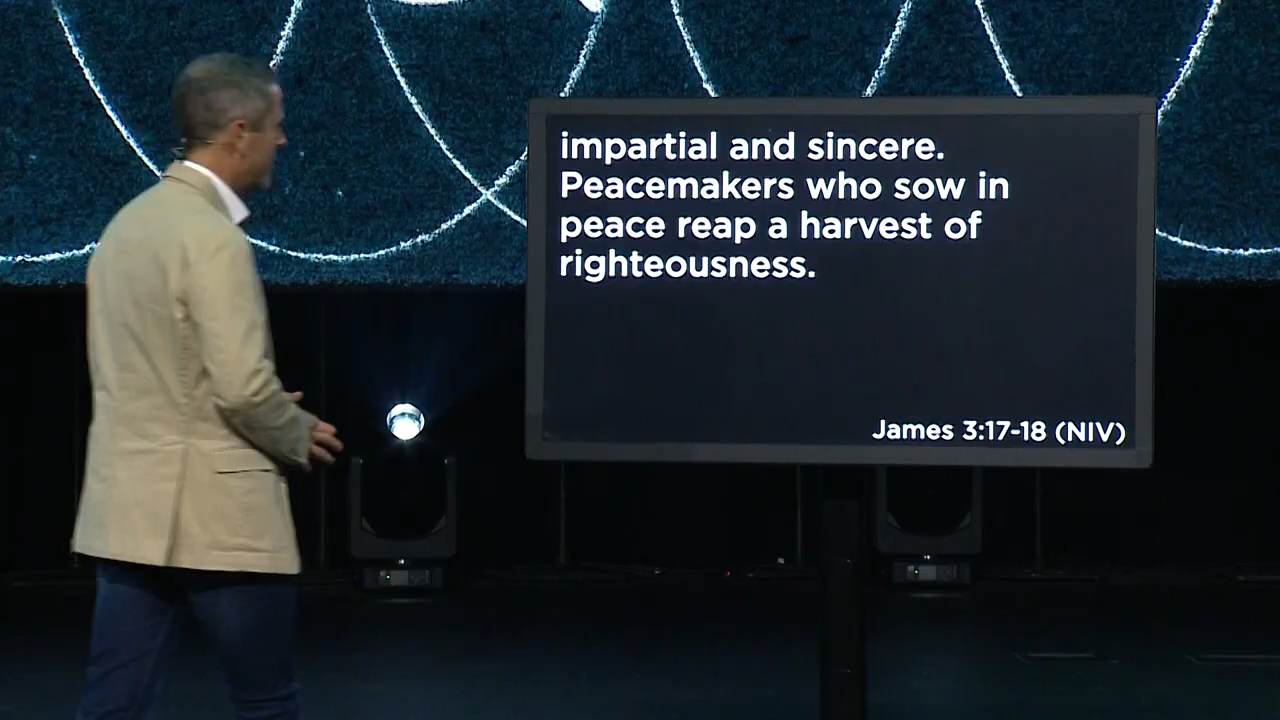 impartial and sincere.
Peacemakers who sow in
peace reap a harvest of
righteousness.
James 3:17-18 (NIV)